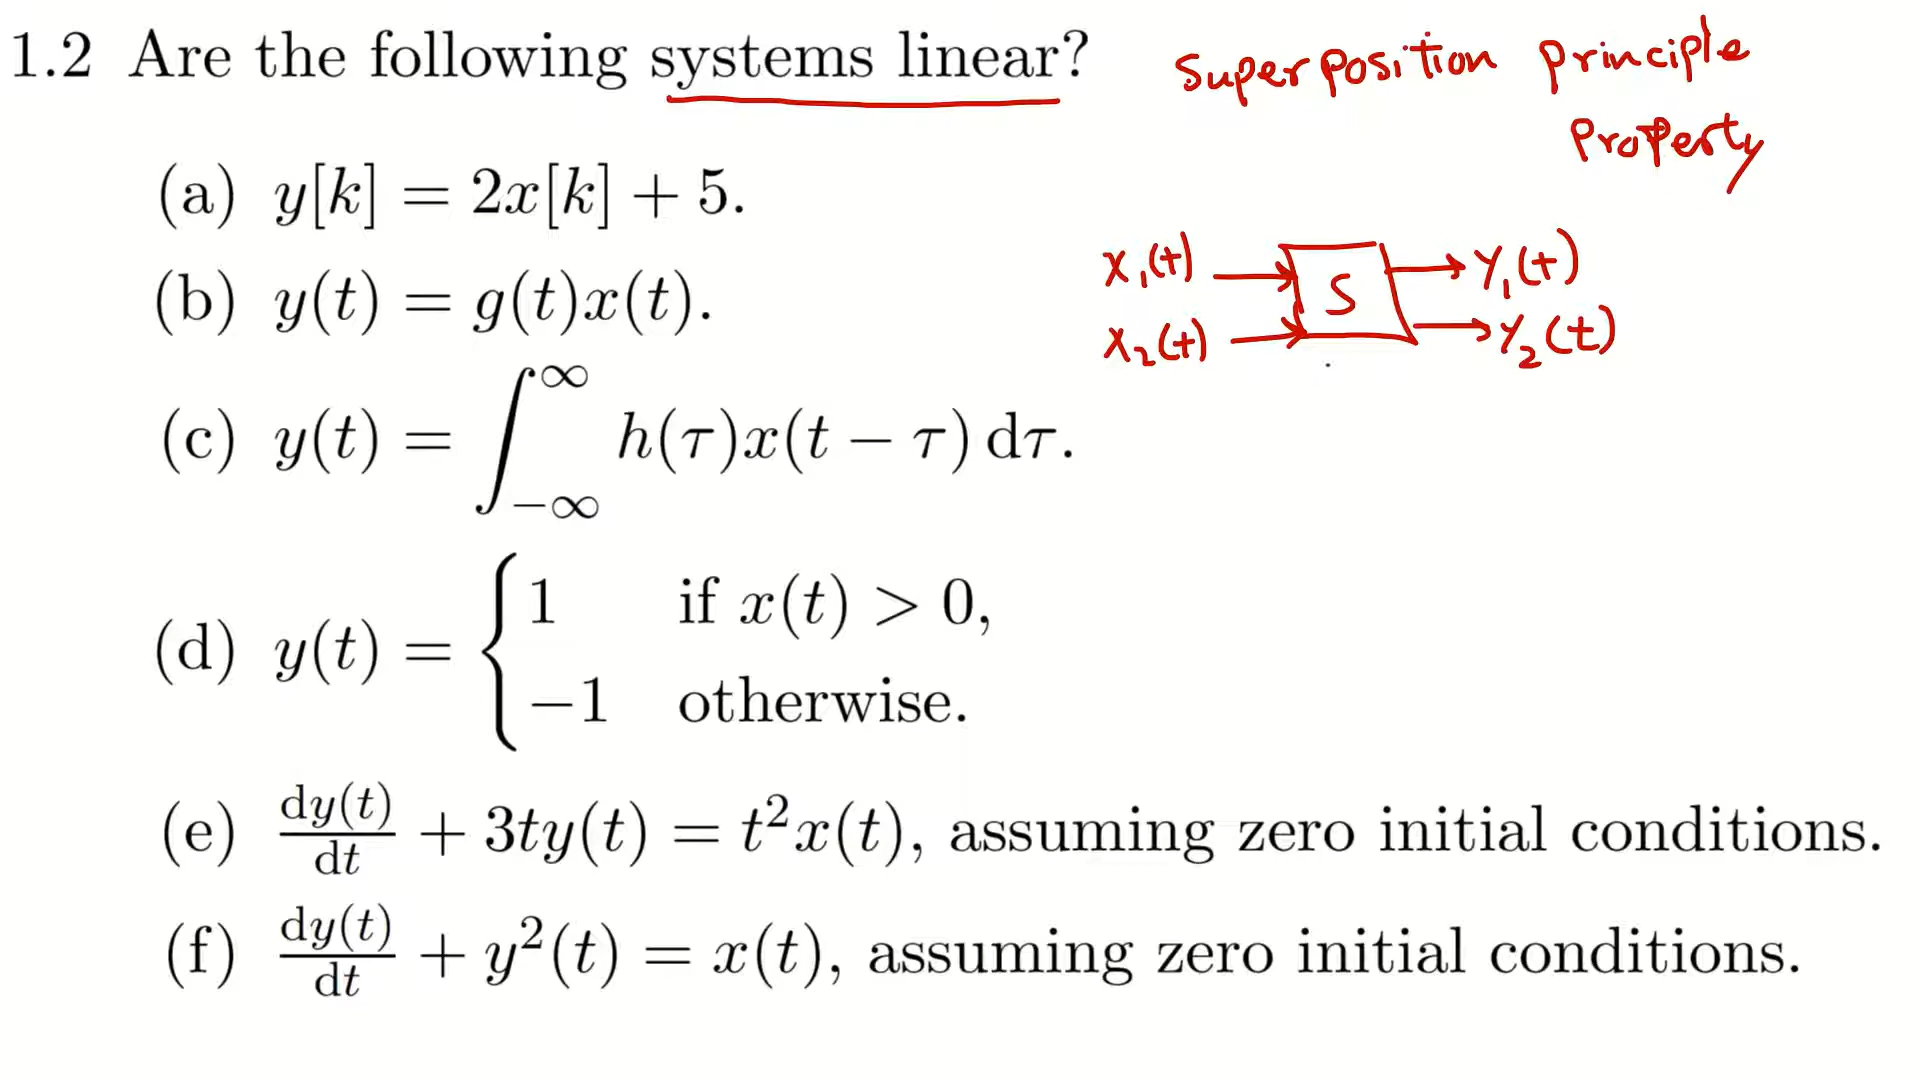 1.2 Are the following systems linear?
Superposition principle
Property
(a) y[k] = 2x[k] + 5.
(b) y(t) = g(t)x(t).
x₁(t) → S → y₁(t)
x₂(t) → → y₂(t)
(c) y(t) = ∫_{-∞}^{∞} h(τ)x(t − τ) dτ.
(d) y(t) = { 1 if x(t) > 0,
−1 otherwise.
(e) dy(t)/dt + 3ty(t) = t²x(t), assuming zero initial conditions.
(f) dy(t)/dt + y²(t) = x(t), assuming zero initial conditions.